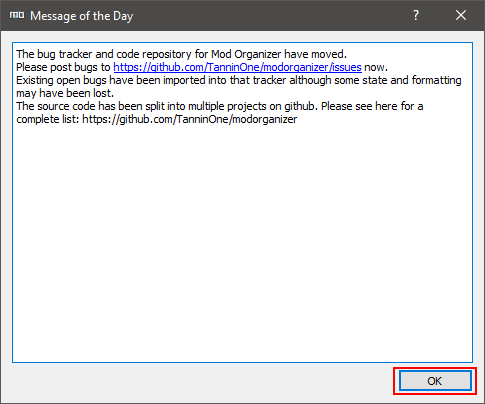 Message of the Day
The bug tracker and code repository for Mod Organizer have moved.
Please post bugs to https://github.com/TanninOne/modorganizer/issues now.
Existing open bugs have been imported into that tracker although some state and formatting
may have been lost.
The source code has been split into multiple projects on github. Please see here for a
complete list: https://github.com/TanninOne/modorganizer
OK